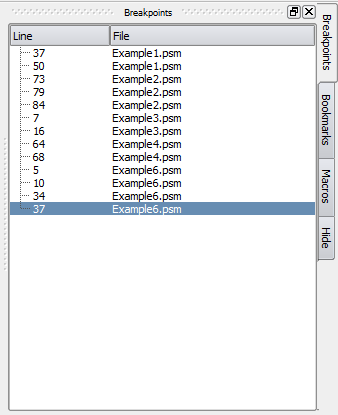 Breakpoints
Line File
37 Example1.psm
50 Example1.psm
73 Example2.psm
79 Example2.psm
84 Example2.psm
7 Example3.psm
16 Example3.psm
64 Example4.psm
68 Example4.psm
5 Example6.psm
10 Example6.psm
34 Example6.psm
37 Example6.psm
Breakpoints
Bookmarks
Macros
Hide